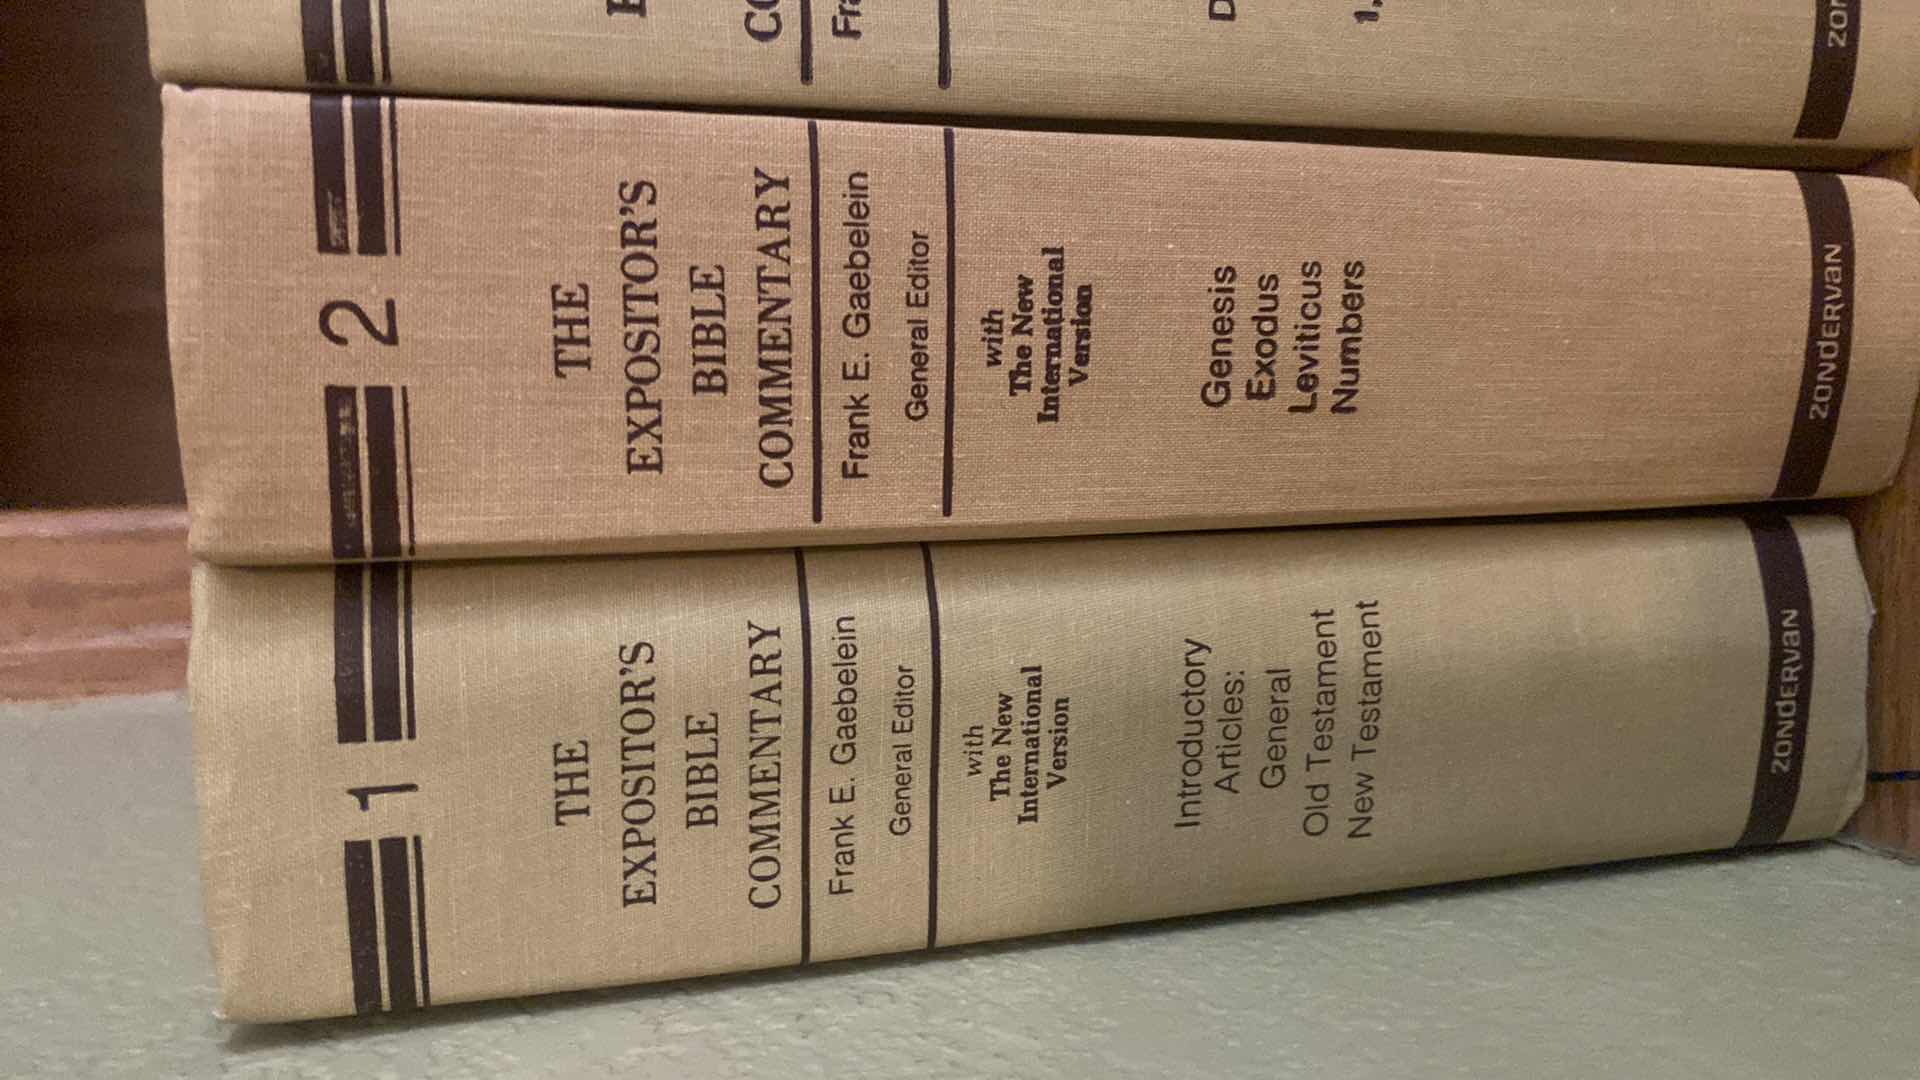 1
THE
EXPOSITOR'S
BIBLE
COMMENTARY
Frank E. Gaebelein
General Editor
with
The New
International
Version
Introductory
Articles:
General
Old Testament
New Testament
ZONDERVAN
2
THE
EXPOSITOR'S
BIBLE
COMMENTARY
Frank E. Gaebelein
General Editor
with
The New
International
Version
Genesis
Exodus
Leviticus
Numbers
ZONDERVAN